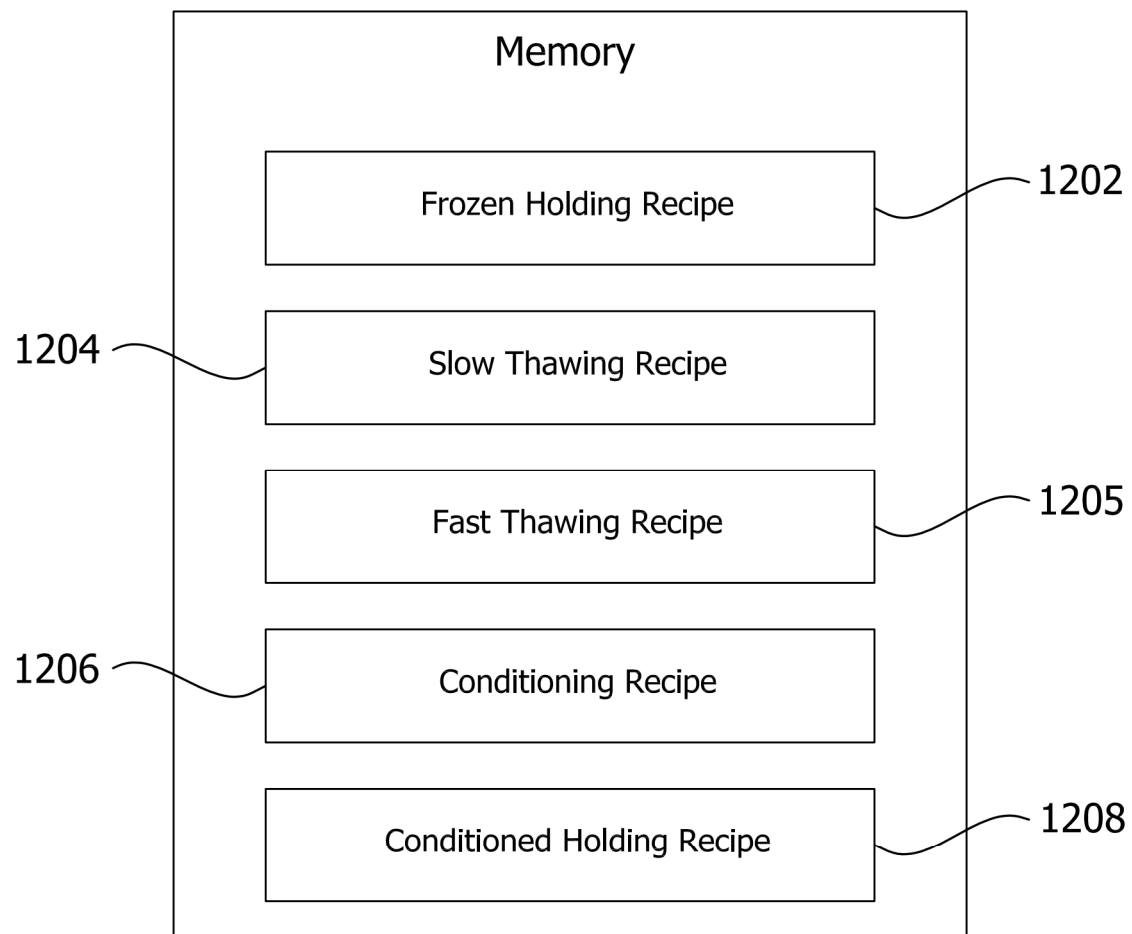 Memory
Frozen Holding Recipe
1202
1204
Slow Thawing Recipe
Fast Thawing Recipe
1205
1206
Conditioning Recipe
Conditioned Holding Recipe
1208